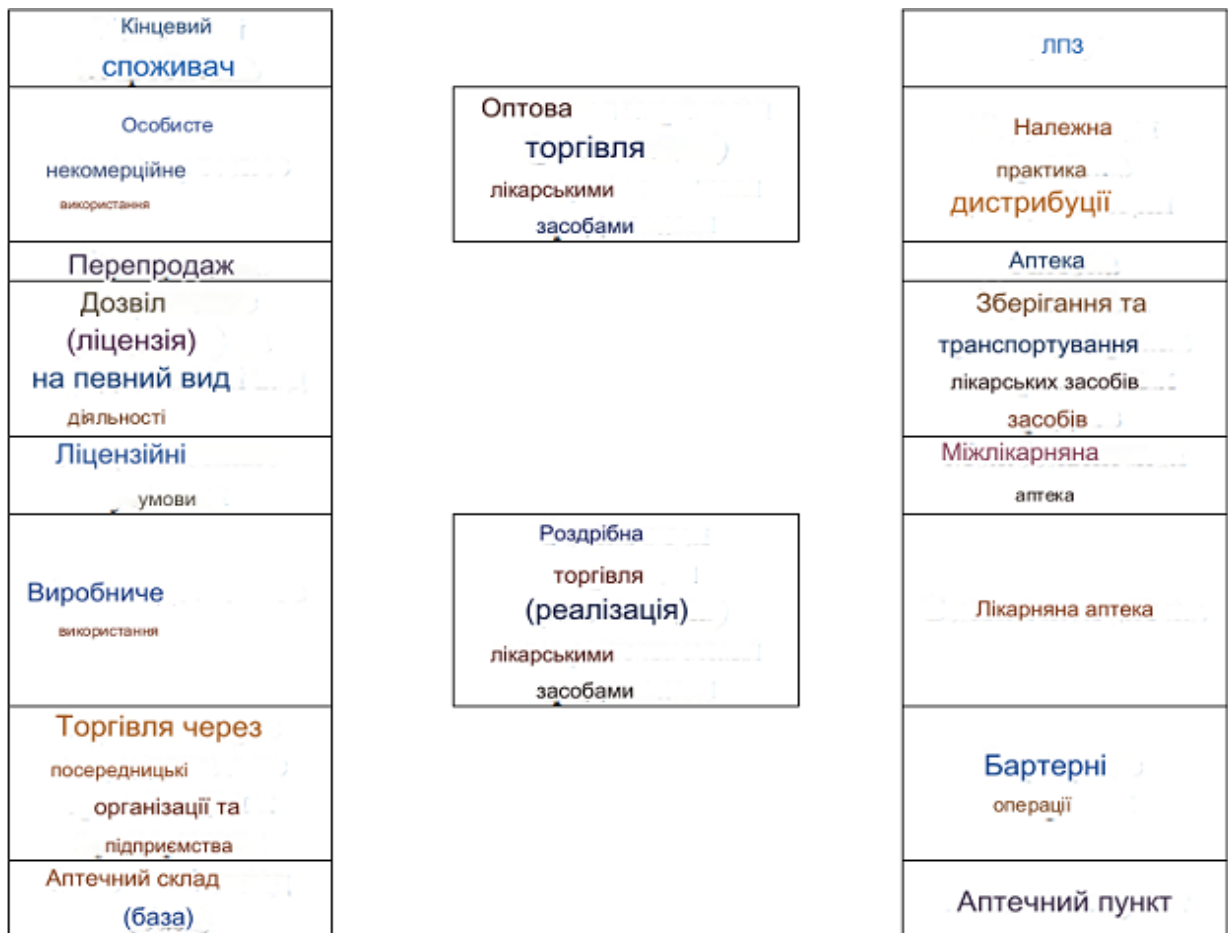 Кінцевий
споживач
Особисте
некомерційне
використання
Перепродаж
Дозвіл
(ліцензія)
на певний вид
діяльності
Ліцензійні
умови
Виробниче
використання
Торгівля через
посередницькі
організації та
підприємства
Аптечний склад
(база)
Оптова
торгівля
лікарськими
засобами
Роздрібна
торгівля
(реалізація)
лікарськими
засобами
ЛПЗ
Належна
практика
дистрибуції
Аптека
Зберігання та
транспортування
лікарських засобів
засобів
Міжлікарняна
аптека
Лікарняна аптека
Бартерні
операції
Аптечний пункт